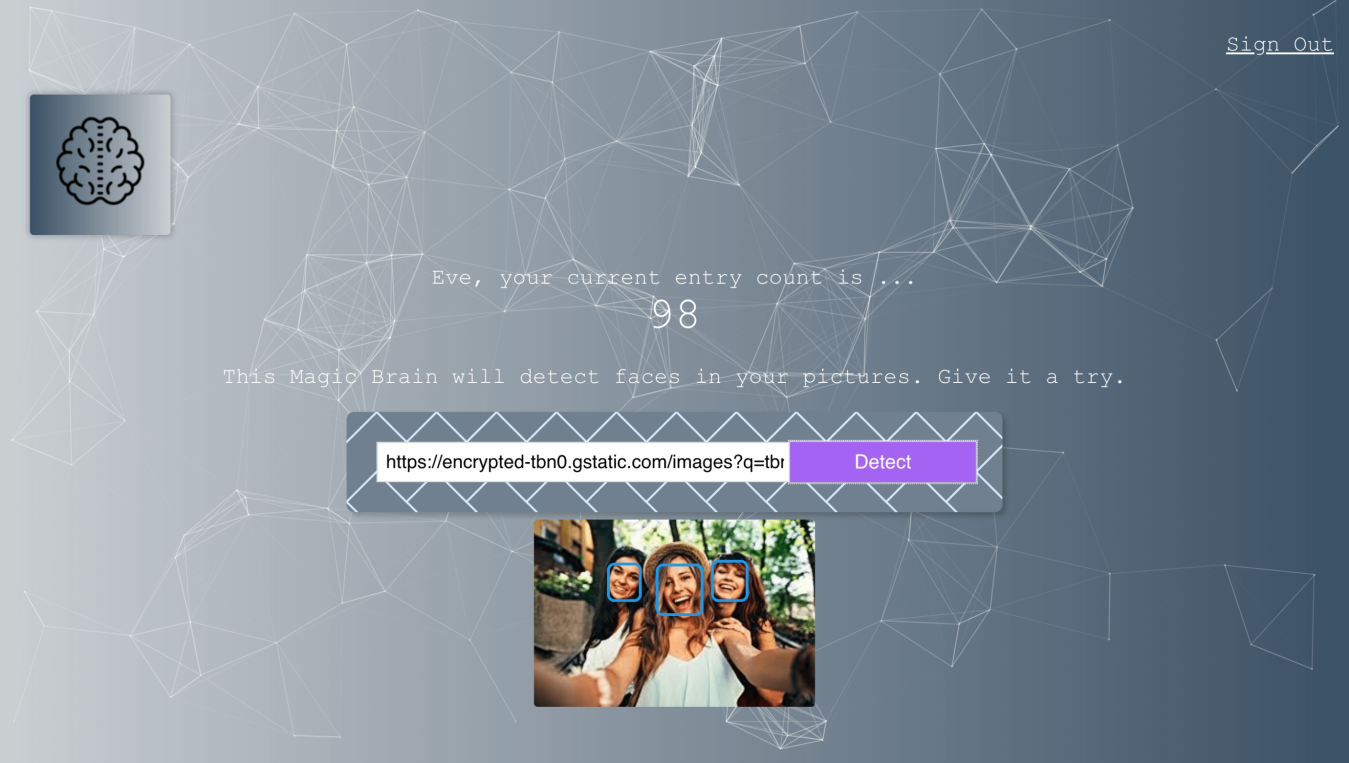 Sign Out
Eve, your current entry count is ...
98
This Magic Brain will detect faces in your pictures. Give it a try.
https://encrypted-tbn0.gstatic.com/images?q=tbn
Detect